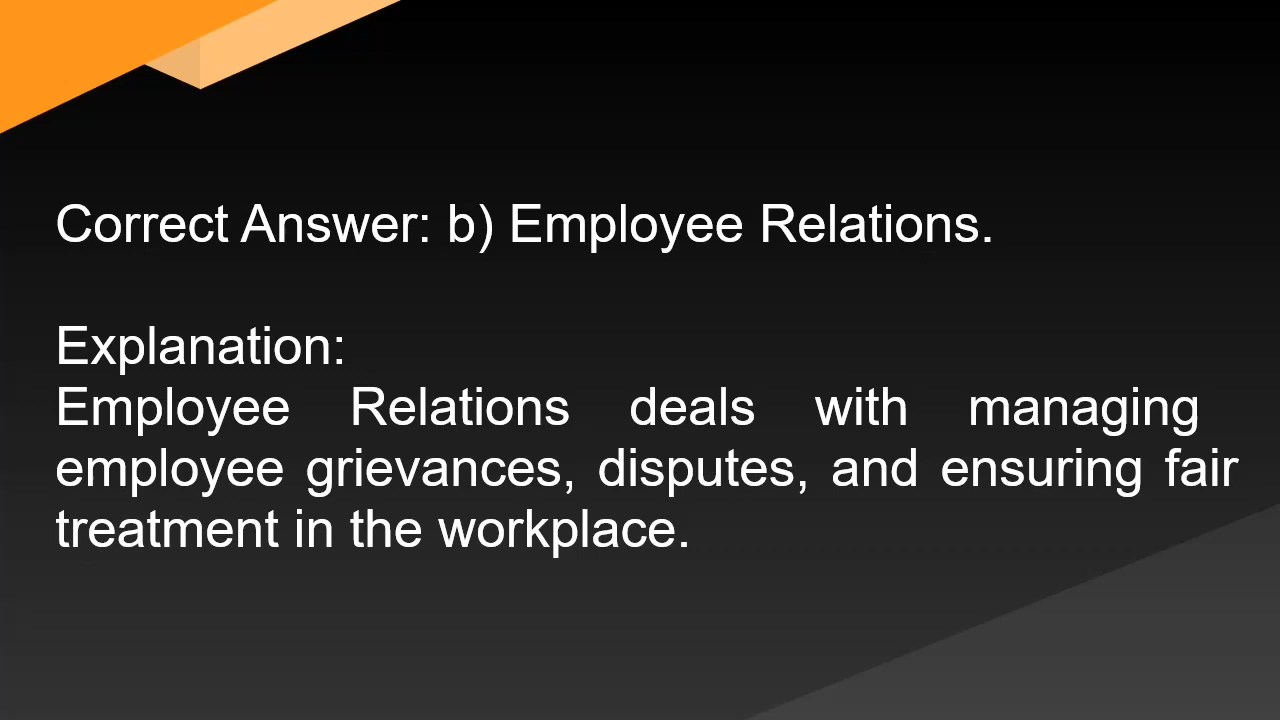 Correct Answer: b) Employee Relations.
Explanation:
Employee Relations deals with managing
employee grievances, disputes, and ensuring fair
treatment in the workplace.